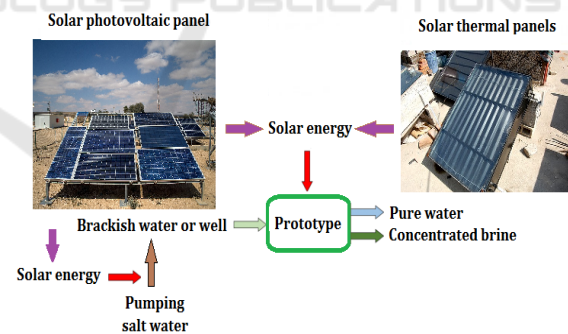 Solar photovoltaic panel
Solar thermal panels
Solar energy
Brackish water or well
Prototype
Pure water
Concentrated brine
Solar energy
Pumping
salt water